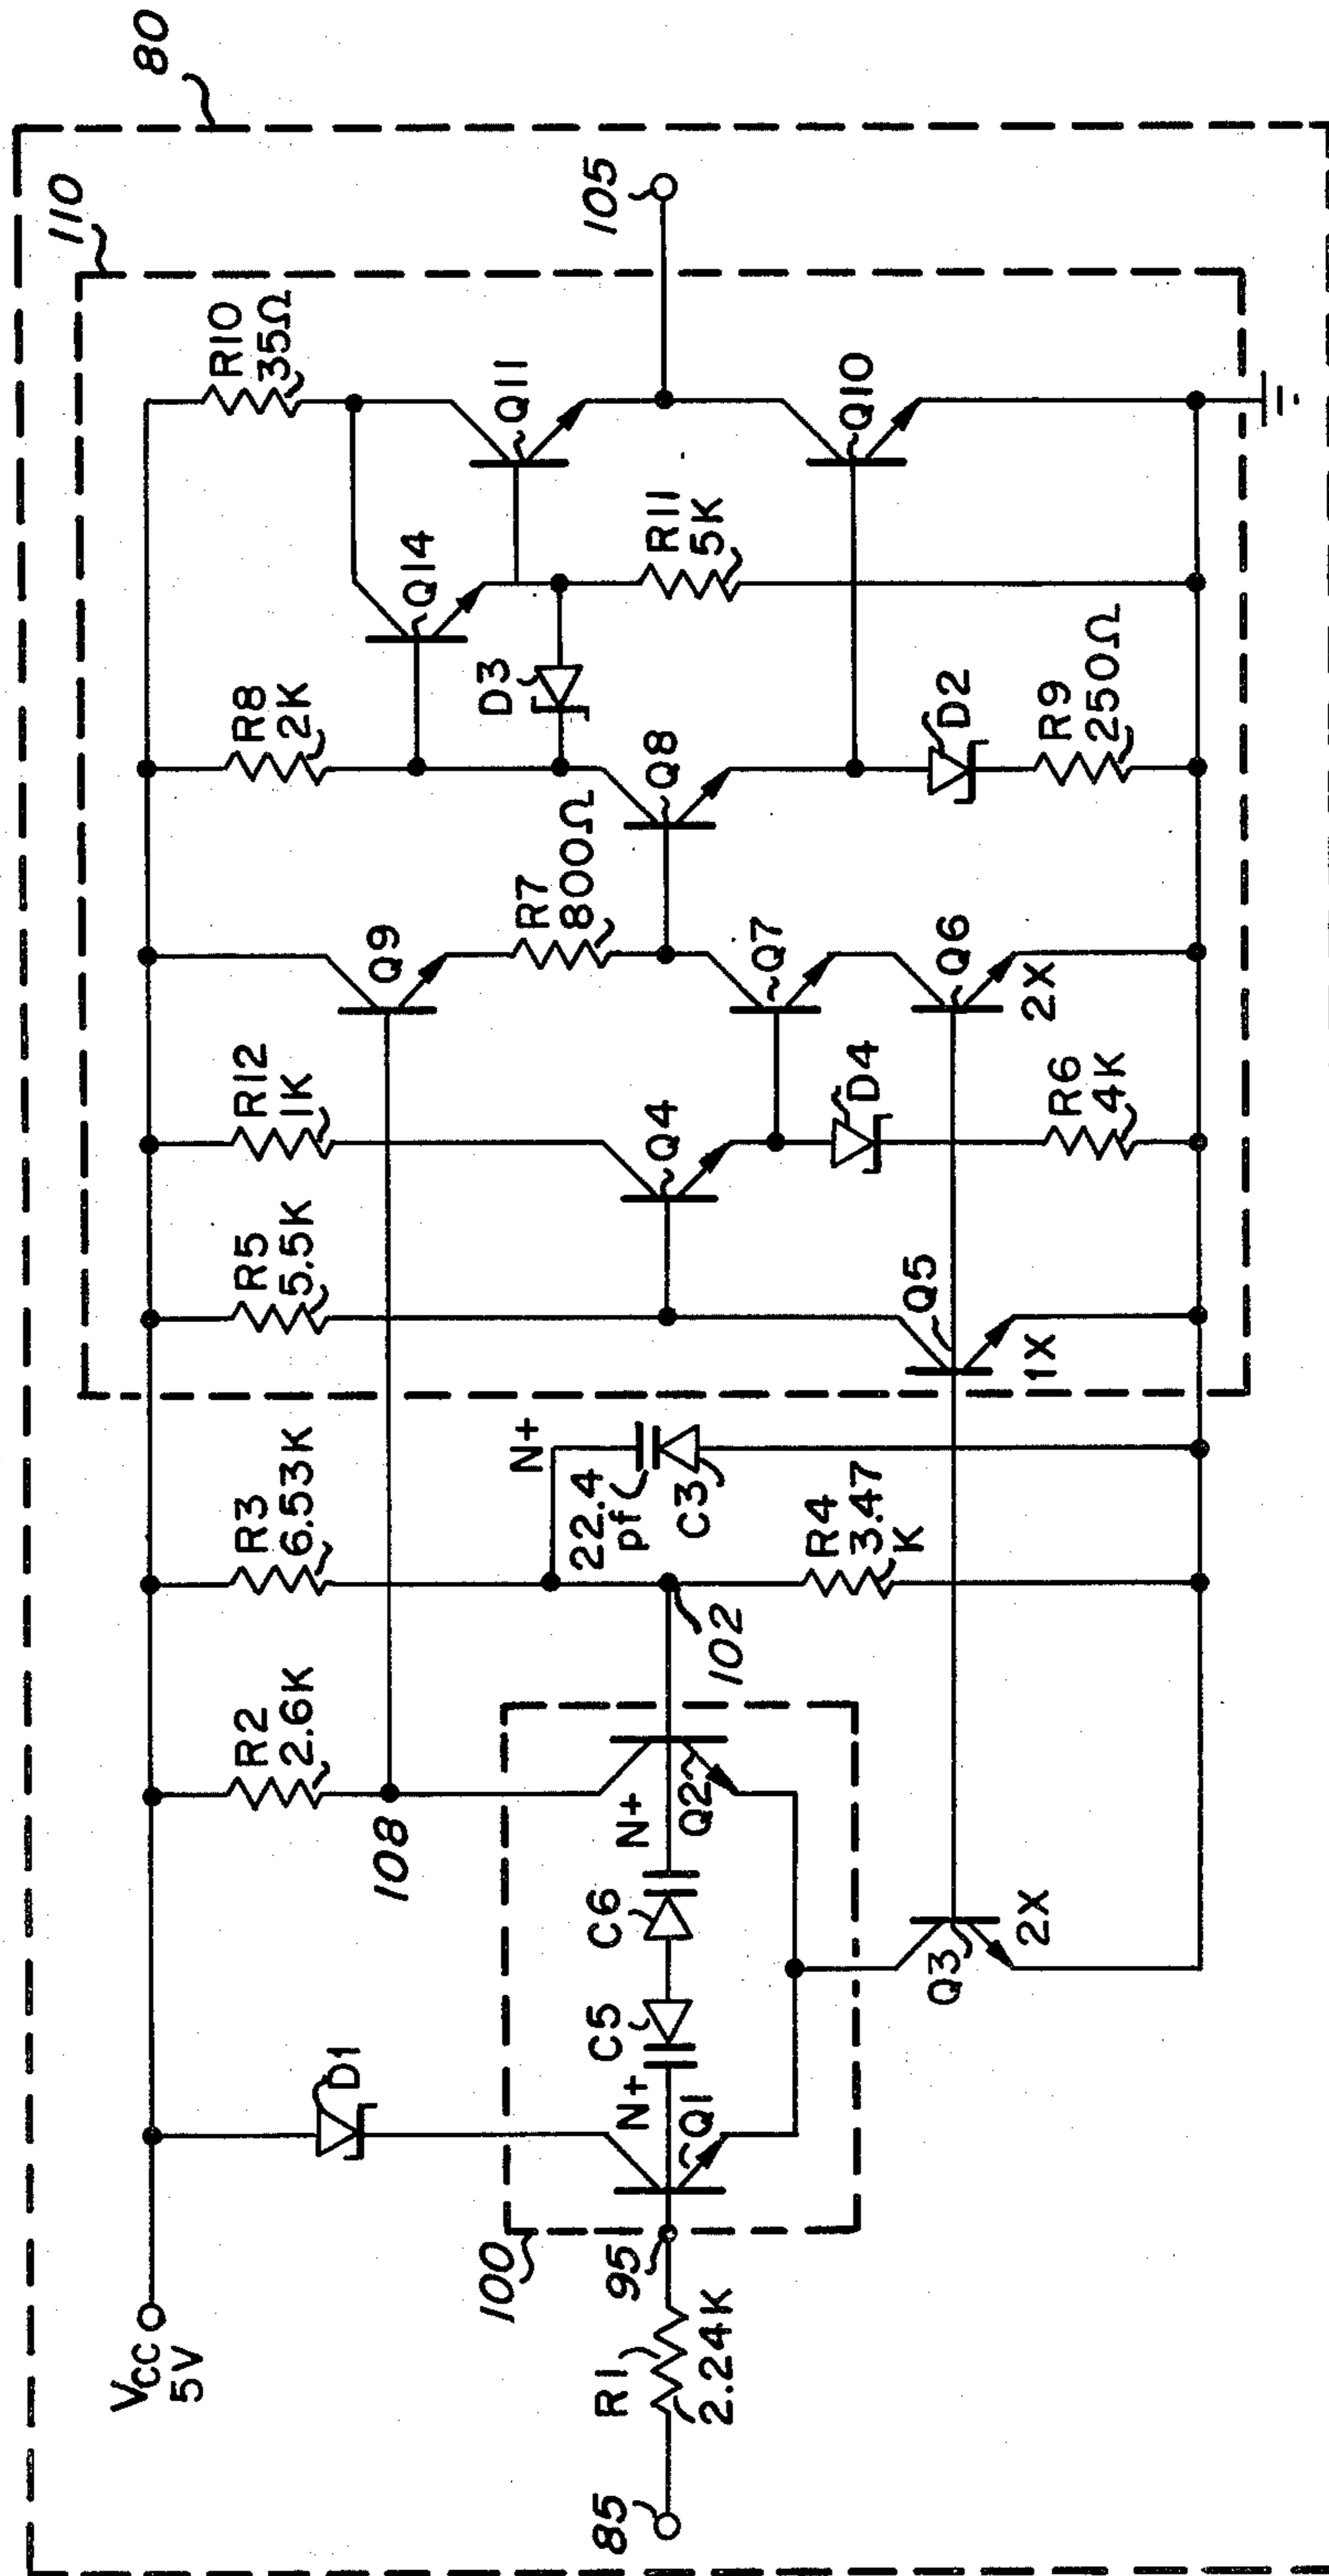 80
110
VCC
5V
D1
R2
2.6K
R3
6.53K
R5
5.5K
R12
1K
R8
2K
R10
35Ω
108
Q9
Q14
Q11
105
100
R7
800Ω
D3
85
R1
2.24K
95
N+
Q1
C5
C6
N+
Q2
102
N+
22.4
pf
C3
Q4
Q8
R11
5K
R4
3.47
K
Q7
D4
Q10
D2
Q3
2X
Q5
1X
R6
4K
Q6
2X
R9
250Ω